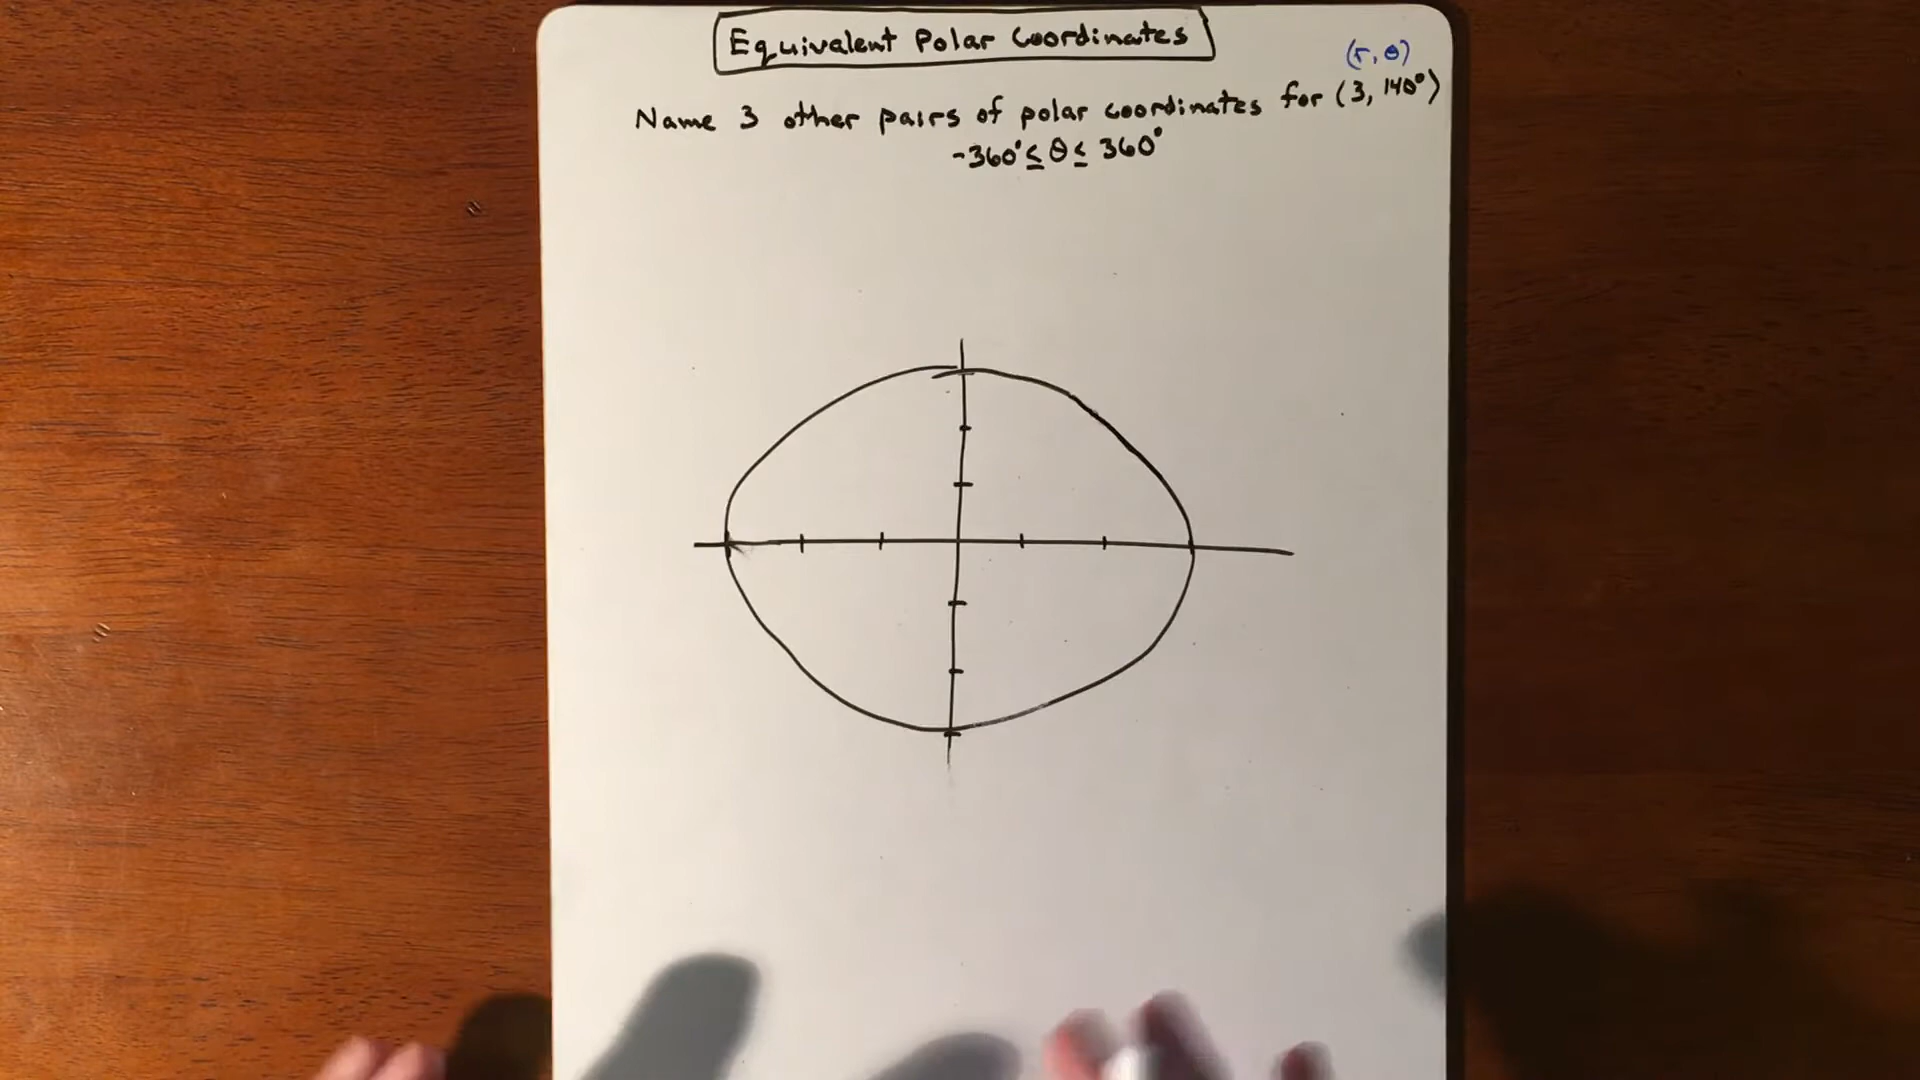 Equivalent Polar Coordinates
(r, θ)
Name 3 other pairs of polar coordinates for (3, 140°)
-360° ≤ θ ≤ 360°